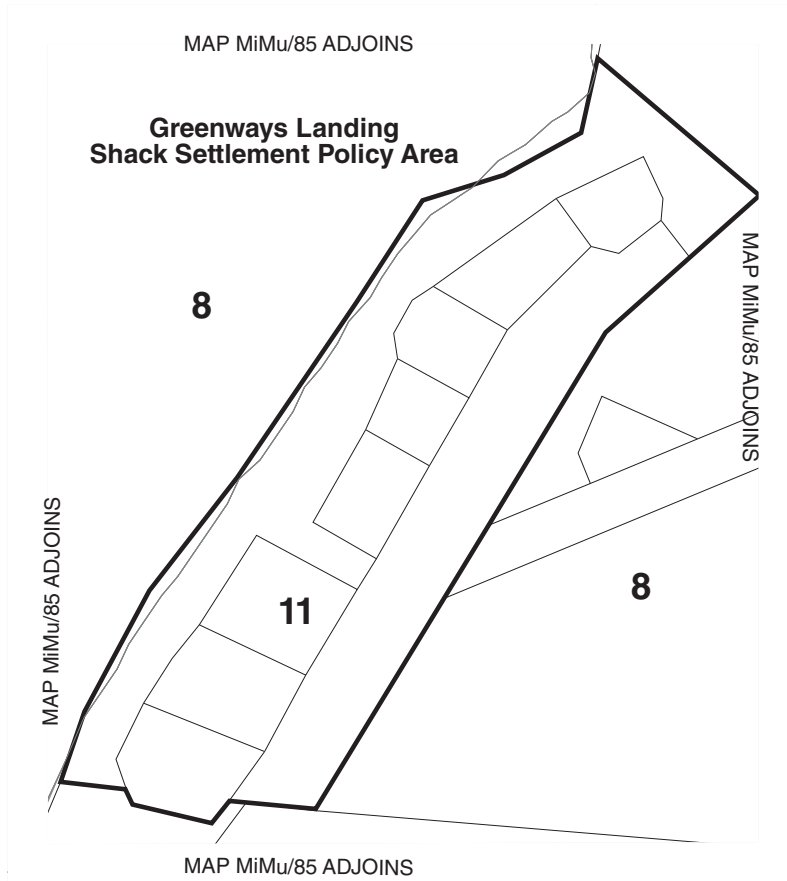 MAP MiMu/85 ADJOINS
Greenways Landing
Shack Settlement Policy Area
8
MAP MiMu/85 ADJOINS
MAP MiMu/85 ADJOINS
8
11
MAP MiMu/85 ADJOINS